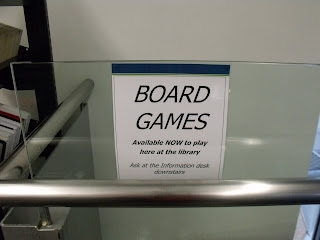 BOARD
GAMES
Available NOW to play
here at the library
Ask at the Information desk
downstairs